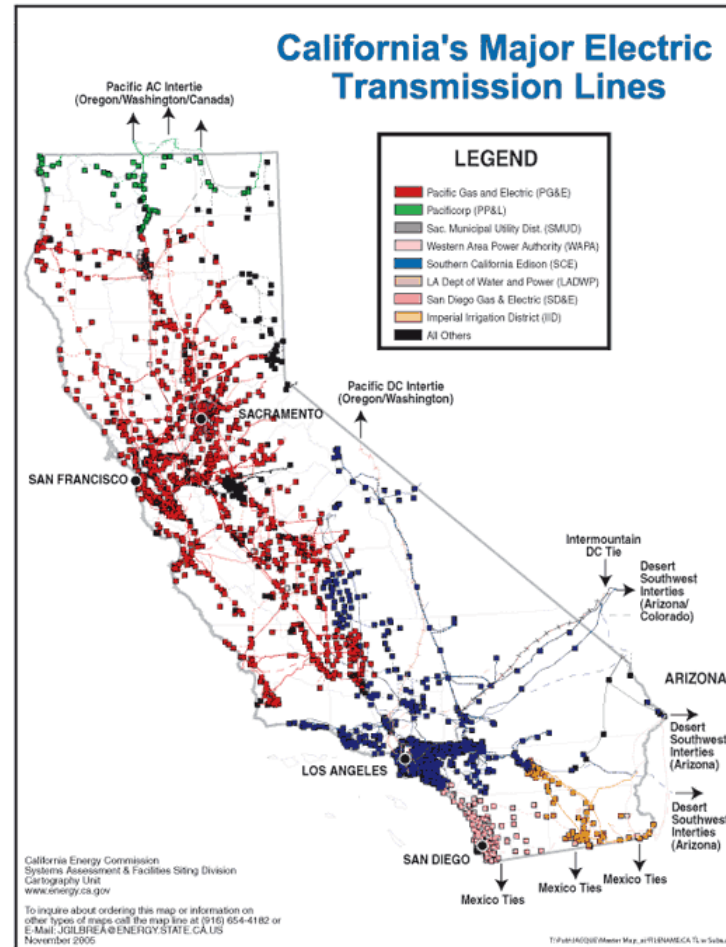 California's Major Electric
Transmission Lines
Pacific AC Intertie
(Oregon/Washington/Canada)
LEGEND
Pacific Gas and Electric (PG&E)
Pacificorp (PP&L)
Sac. Municipal Utility Dist. (SMUD)
Western Area Power Authority (WAPA)
Southern California Edison (SCE)
LA Dept of Water and Power (LADWP)
San Diego Gas & Electric (SD&E)
Imperial Irrigation District (IID)
All Others
Pacific DC Intertie
(Oregon/Washington)
SACRAMENTO
SAN FRANCISCO
Intermountain
DC Tie
Desert
Southwest
Interties
(Arizona/
Colorado)
ARIZONA
Desert
Southwest
Interties
(Arizona)
LOS ANGELES
Desert
Southwest
Interties
(Arizona)
SAN DIEGO
Mexico Ties
Mexico Ties
Mexico Ties
California Energy Commission
Systems Assessment & Facilities Siting Division
Cartography Unit
www.energy.ca.gov
To inquire about ordering this map or information on
other types of maps call the map line at (916) 654-4182 or
E-Mail: JGILBREA@ENERGY.STATE.CA.US
November 2005